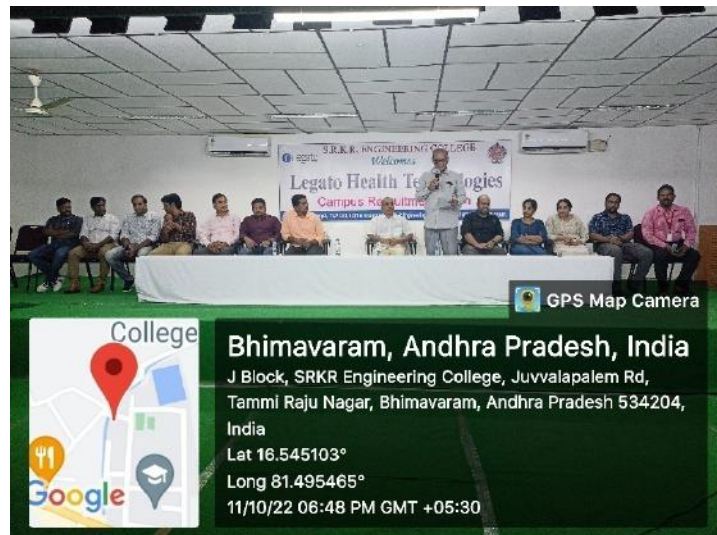 S.R.K.R. ENGINEERING COLLEGE
Legato
Welcomes
Legato Health
Campus Recruitment
GPS Map Camera
College
Google
Bhimavaram, Andhra Pradesh, India
J Block, SRKR Engineering College, Juvvalapalem Rd,
Tammi Raju Nagar, Bhimavaram, Andhra Pradesh 534204,
India
Lat 16.545103°
Long 81.495465°
11/10/22 06:48 PM GMT +05:30